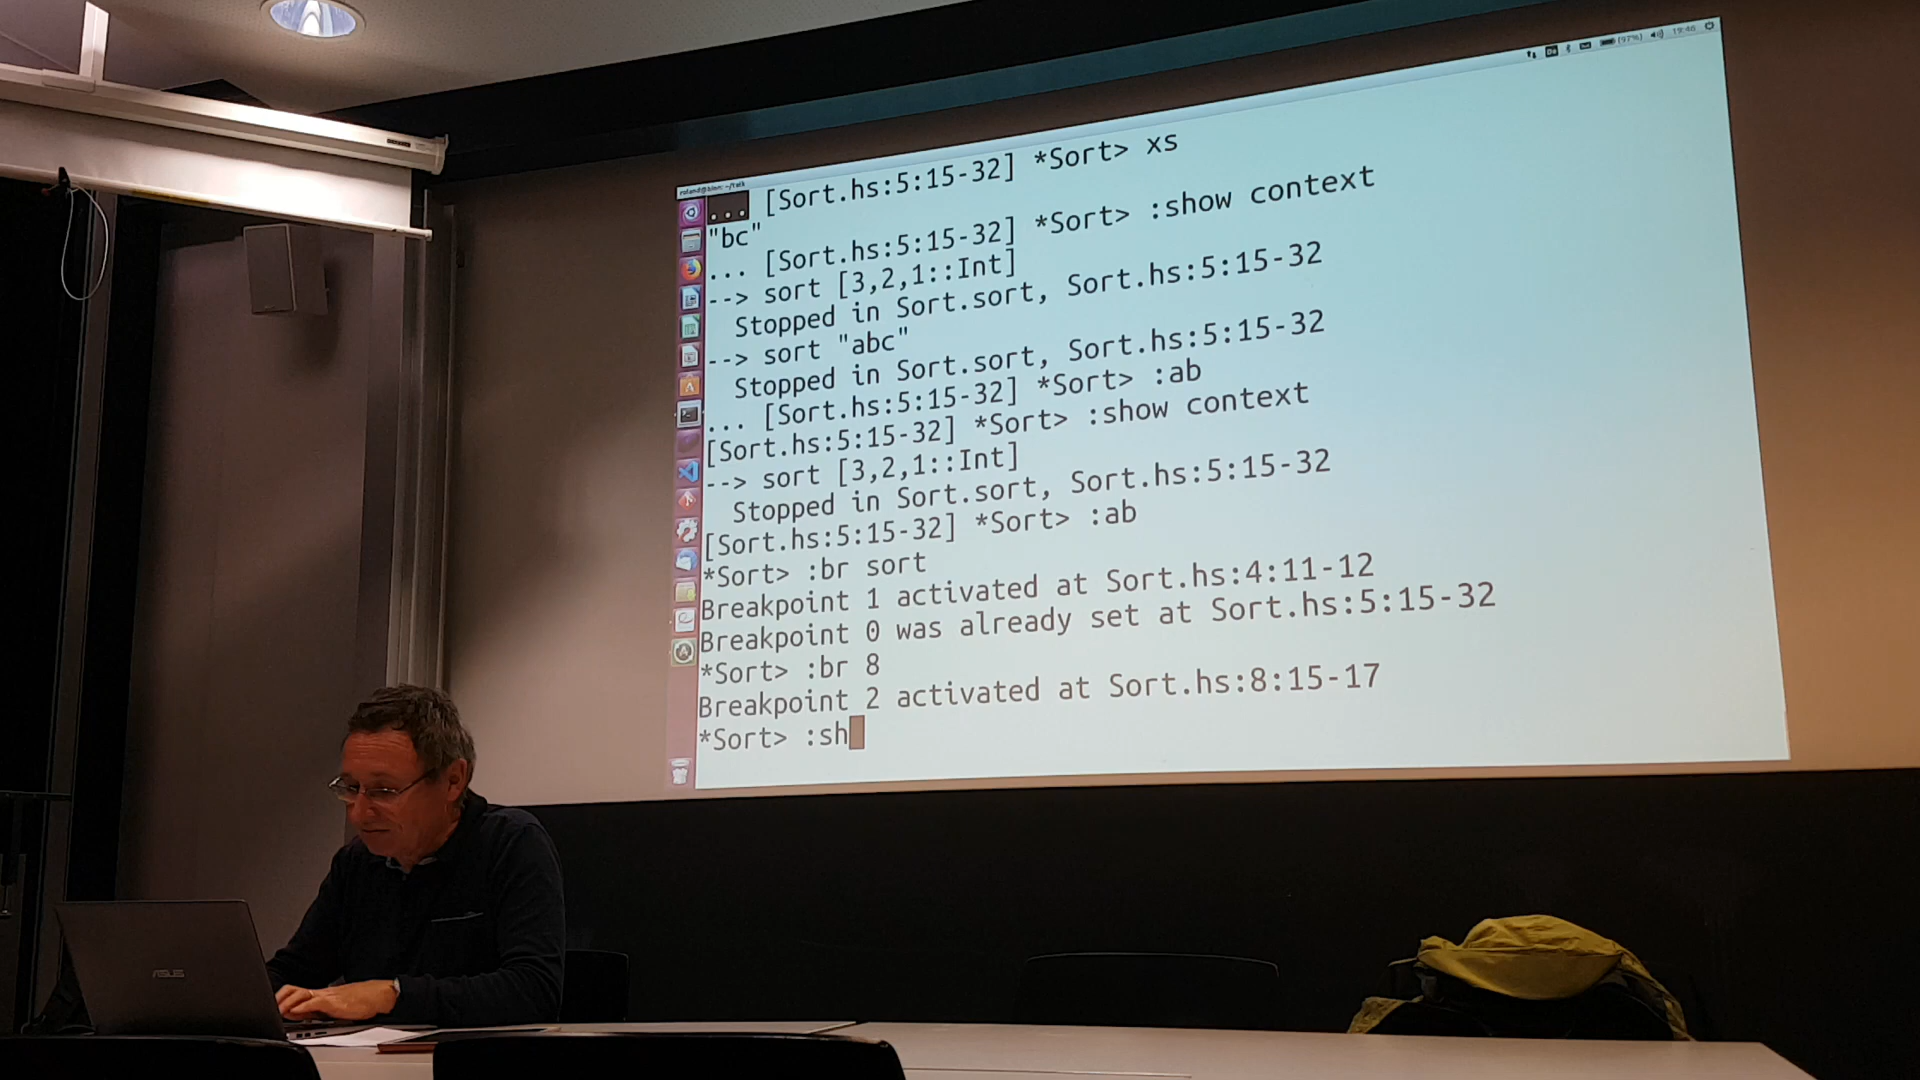 (97%) 19:46
roland@blnn: ~/talk
... [Sort.hs:5:15-32] *Sort> xs
"bc"
... [Sort.hs:5:15-32] *Sort> :show context
--> sort [3,2,1::Int]
Stopped in Sort.sort, Sort.hs:5:15-32
--> sort "abc"
Stopped in Sort.sort, Sort.hs:5:15-32
... [Sort.hs:5:15-32] *Sort> :ab
[Sort.hs:5:15-32] *Sort> :show context
--> sort [3,2,1::Int]
Stopped in Sort.sort, Sort.hs:5:15-32
[Sort.hs:5:15-32] *Sort> :ab
*Sort> :br sort
Breakpoint 1 activated at Sort.hs:4:11-12
Breakpoint 0 was already set at Sort.hs:5:15-32
*Sort> :br 8
Breakpoint 2 activated at Sort.hs:8:15-17
*Sort> :sh
ASUS